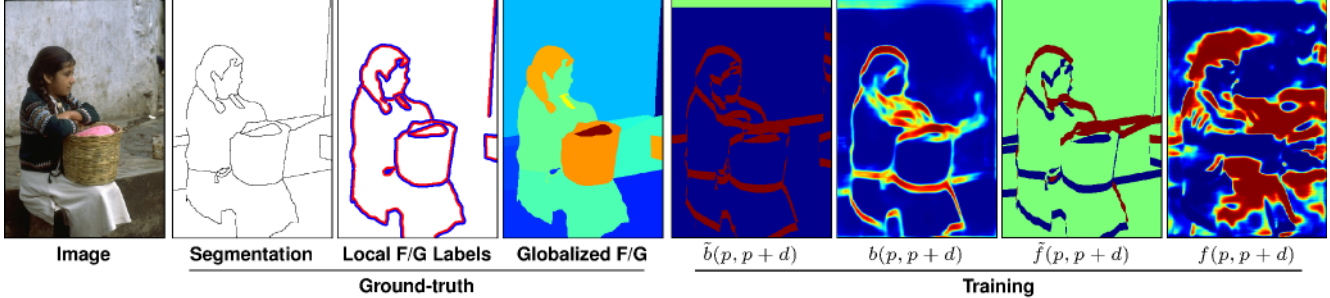 Image Segmentation Local F/G Labels Globalized F/G b̃(p, p + d) b(p, p + d) f̃(p, p + d) f(p, p + d)
Ground-truth Training